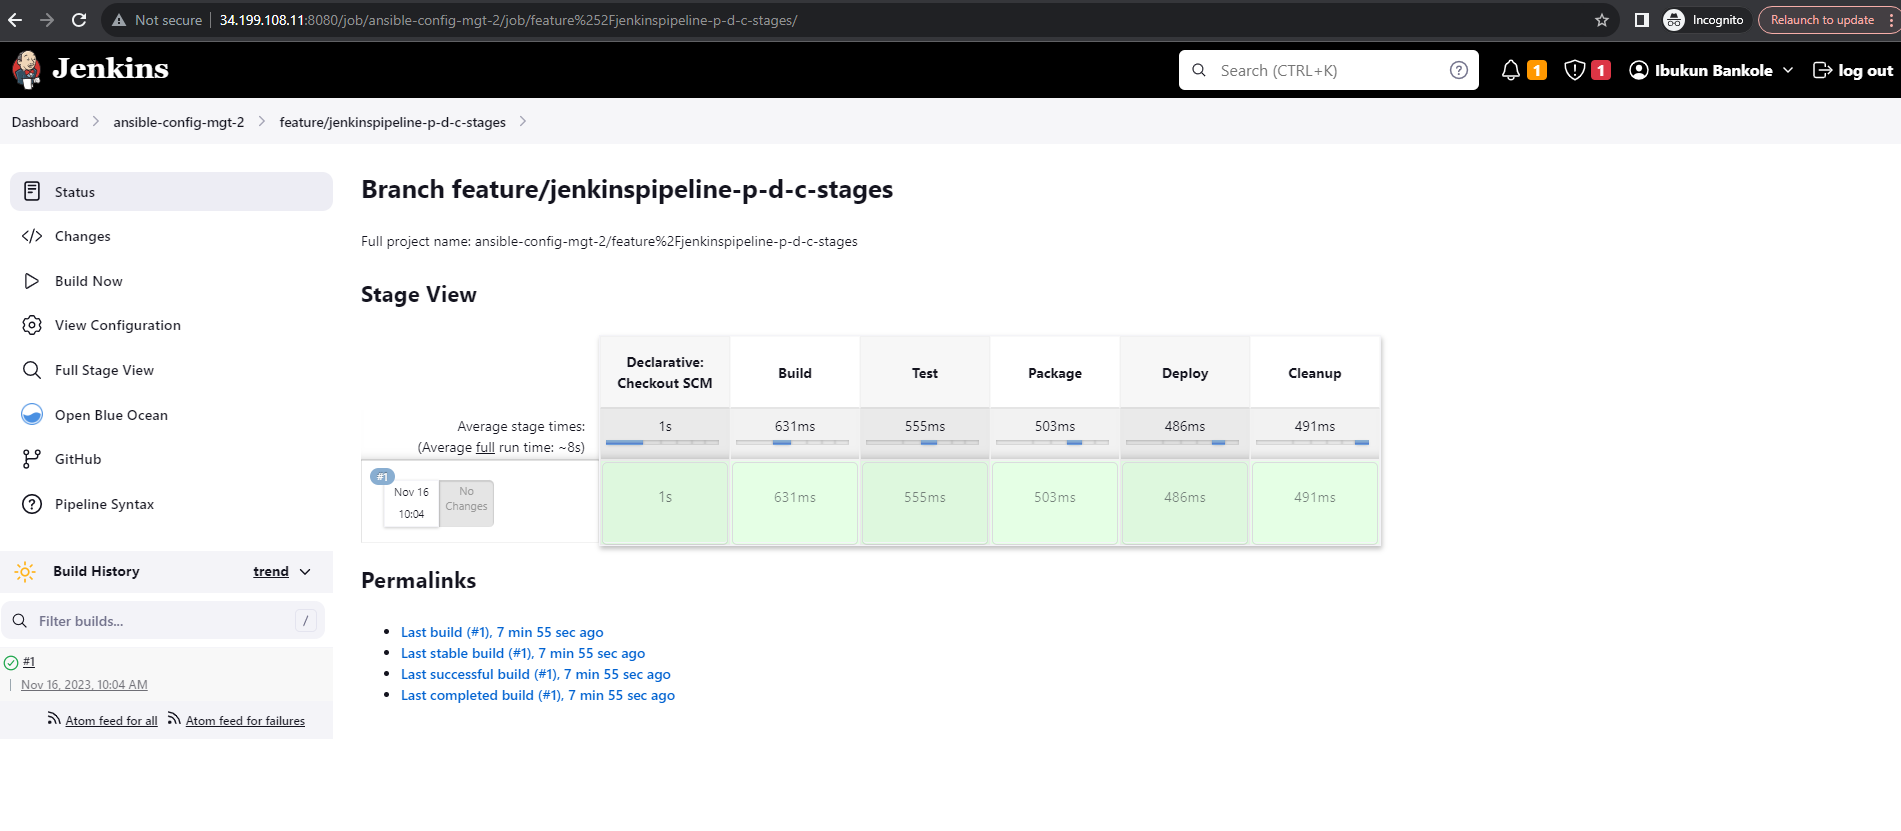 Not secure 34.199.108.11:8080/job/ansible-config-mgt-2/job/feature%252Fjenkinspipeline-p-d-c-stages/ Incognito Relaunch to update
Jenkins Search (CTRL+K) ? 1 1 Ibukun Bankole log out
Dashboard ansible-config-mgt-2 feature/jenkinspipeline-p-d-c-stages
Status
Changes
Build Now
View Configuration
Full Stage View
Open Blue Ocean
GitHub
Pipeline Syntax
Build History trend
Filter builds... /
#1
Nov 16, 2023, 10:04 AM
Atom feed for all Atom feed for failures
Branch feature/jenkinspipeline-p-d-c-stages
Full project name: ansible-config-mgt-2/feature%2Fjenkinspipeline-p-d-c-stages
Stage View
Declarative:
Checkout SCM
Build Test Package Deploy Cleanup
Average stage times:
(Average full run time: ~8s)
1s 631ms 555ms 503ms 486ms 491ms
#1
Nov 16
10:04
No
Changes
1s 631ms 555ms 503ms 486ms 491ms
Permalinks
Last build (#1), 7 min 55 sec ago
Last stable build (#1), 7 min 55 sec ago
Last successful build (#1), 7 min 55 sec ago
Last completed build (#1), 7 min 55 sec ago